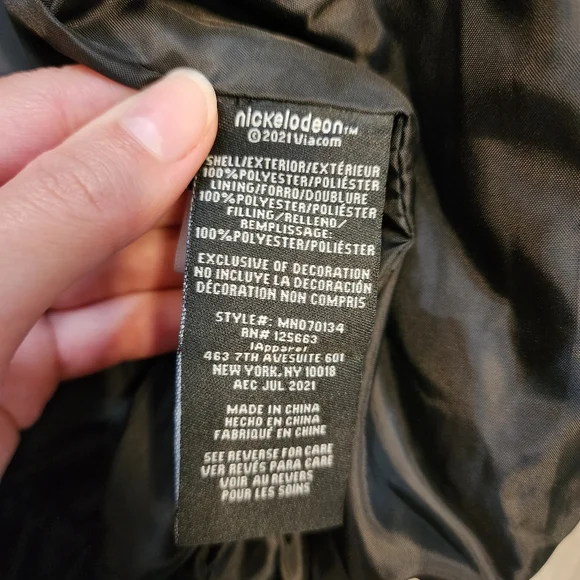 nickelodeon™
©2021 Viacom
SHELL/EXTERIOR/EXTÉRIEUR
100%POLYESTER/POLIÉSTER
LINING/FORRO/DOUBLURE
100%POLYESTER/POLIÉSTER
FILLING/RELLENO/
REMPLISSAGE:
100%POLYESTER/POLIÉSTER
EXCLUSIVE OF DECORATION
NO INCLUYE LA DECORACIÓN
DÉCORATION NON COMPRIS
STYLE#: MN070134
RN# 125663
IApparel
463 7TH AVESUITE 601
NEW YORK, NY 10018
AEC JUL 2021
MADE IN CHINA
HECHO EN CHINA
FABRIQUÉ EN CHINE
SEE REVERSE FOR CARE
VER REVÉS PARA CARE
VOIR AU REVERS
POUR LES SOINS